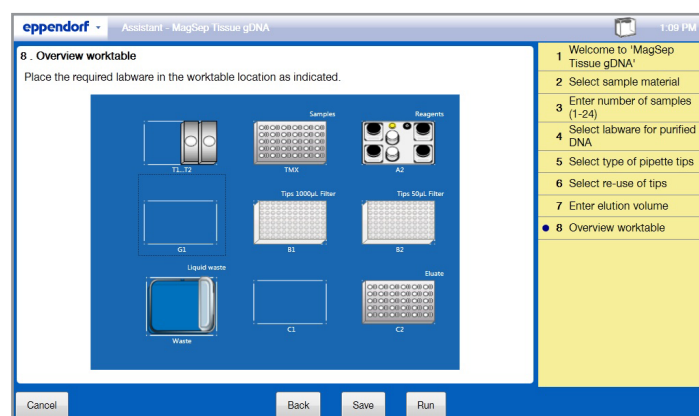 eppendorf
Assistant - MagSep Tissue gDNA
1:09 PM
8 . Overview worktable
Place the required labware in the worktable location as indicated.
Samples
Reagents
T1...T2
TMX
A2
Tips 1000µL Filter
Tips 50µL Filter
G1
B1
B2
Liquid waste
Eluate
Waste
C1
C2
1 Welcome to 'MagSep
Tissue gDNA'
2 Select sample material
3 Enter number of samples
(1-24)
4 Select labware for purified
DNA
5 Select type of pipette tips
6 Select re-use of tips
7 Enter elution volume
8 Overview worktable
Cancel
Back
Save
Run